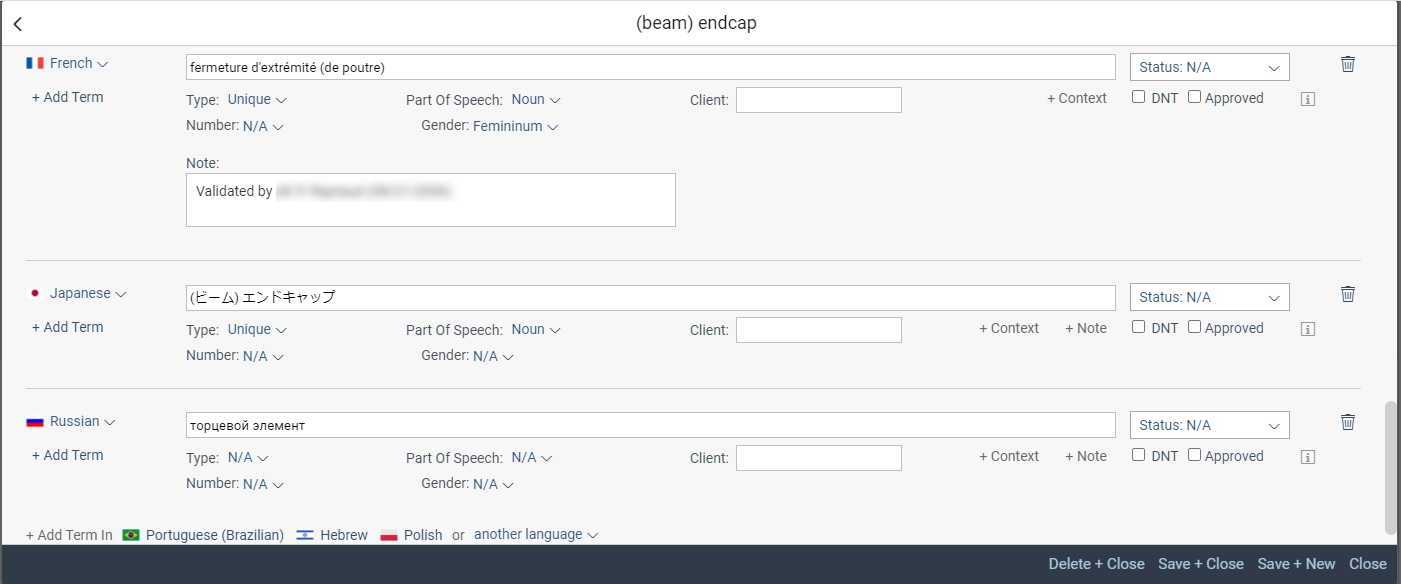 (beam) endcap
French
fermeture d'extrémité (de poutre)
Status: N/A
+ Add Term
Type: Unique
Part Of Speech: Noun
Client:
+ Context
DNT
Approved
Number: N/A
Gender: Femininum
Note:
Validated by
Japanese
(ビーム) エンドキャップ
Status: N/A
+ Add Term
Type: Unique
Part Of Speech: Noun
Client:
+ Context
+ Note
DNT
Approved
Number: N/A
Gender: N/A
Russian
торцевой элемент
Status: N/A
+ Add Term
Type: N/A
Part Of Speech: N/A
Client:
+ Context
+ Note
DNT
Approved
Number: N/A
Gender: N/A
+ Add Term In Portuguese (Brazilian) Hebrew Polish or another language
Delete + Close Save + Close Save + New Close